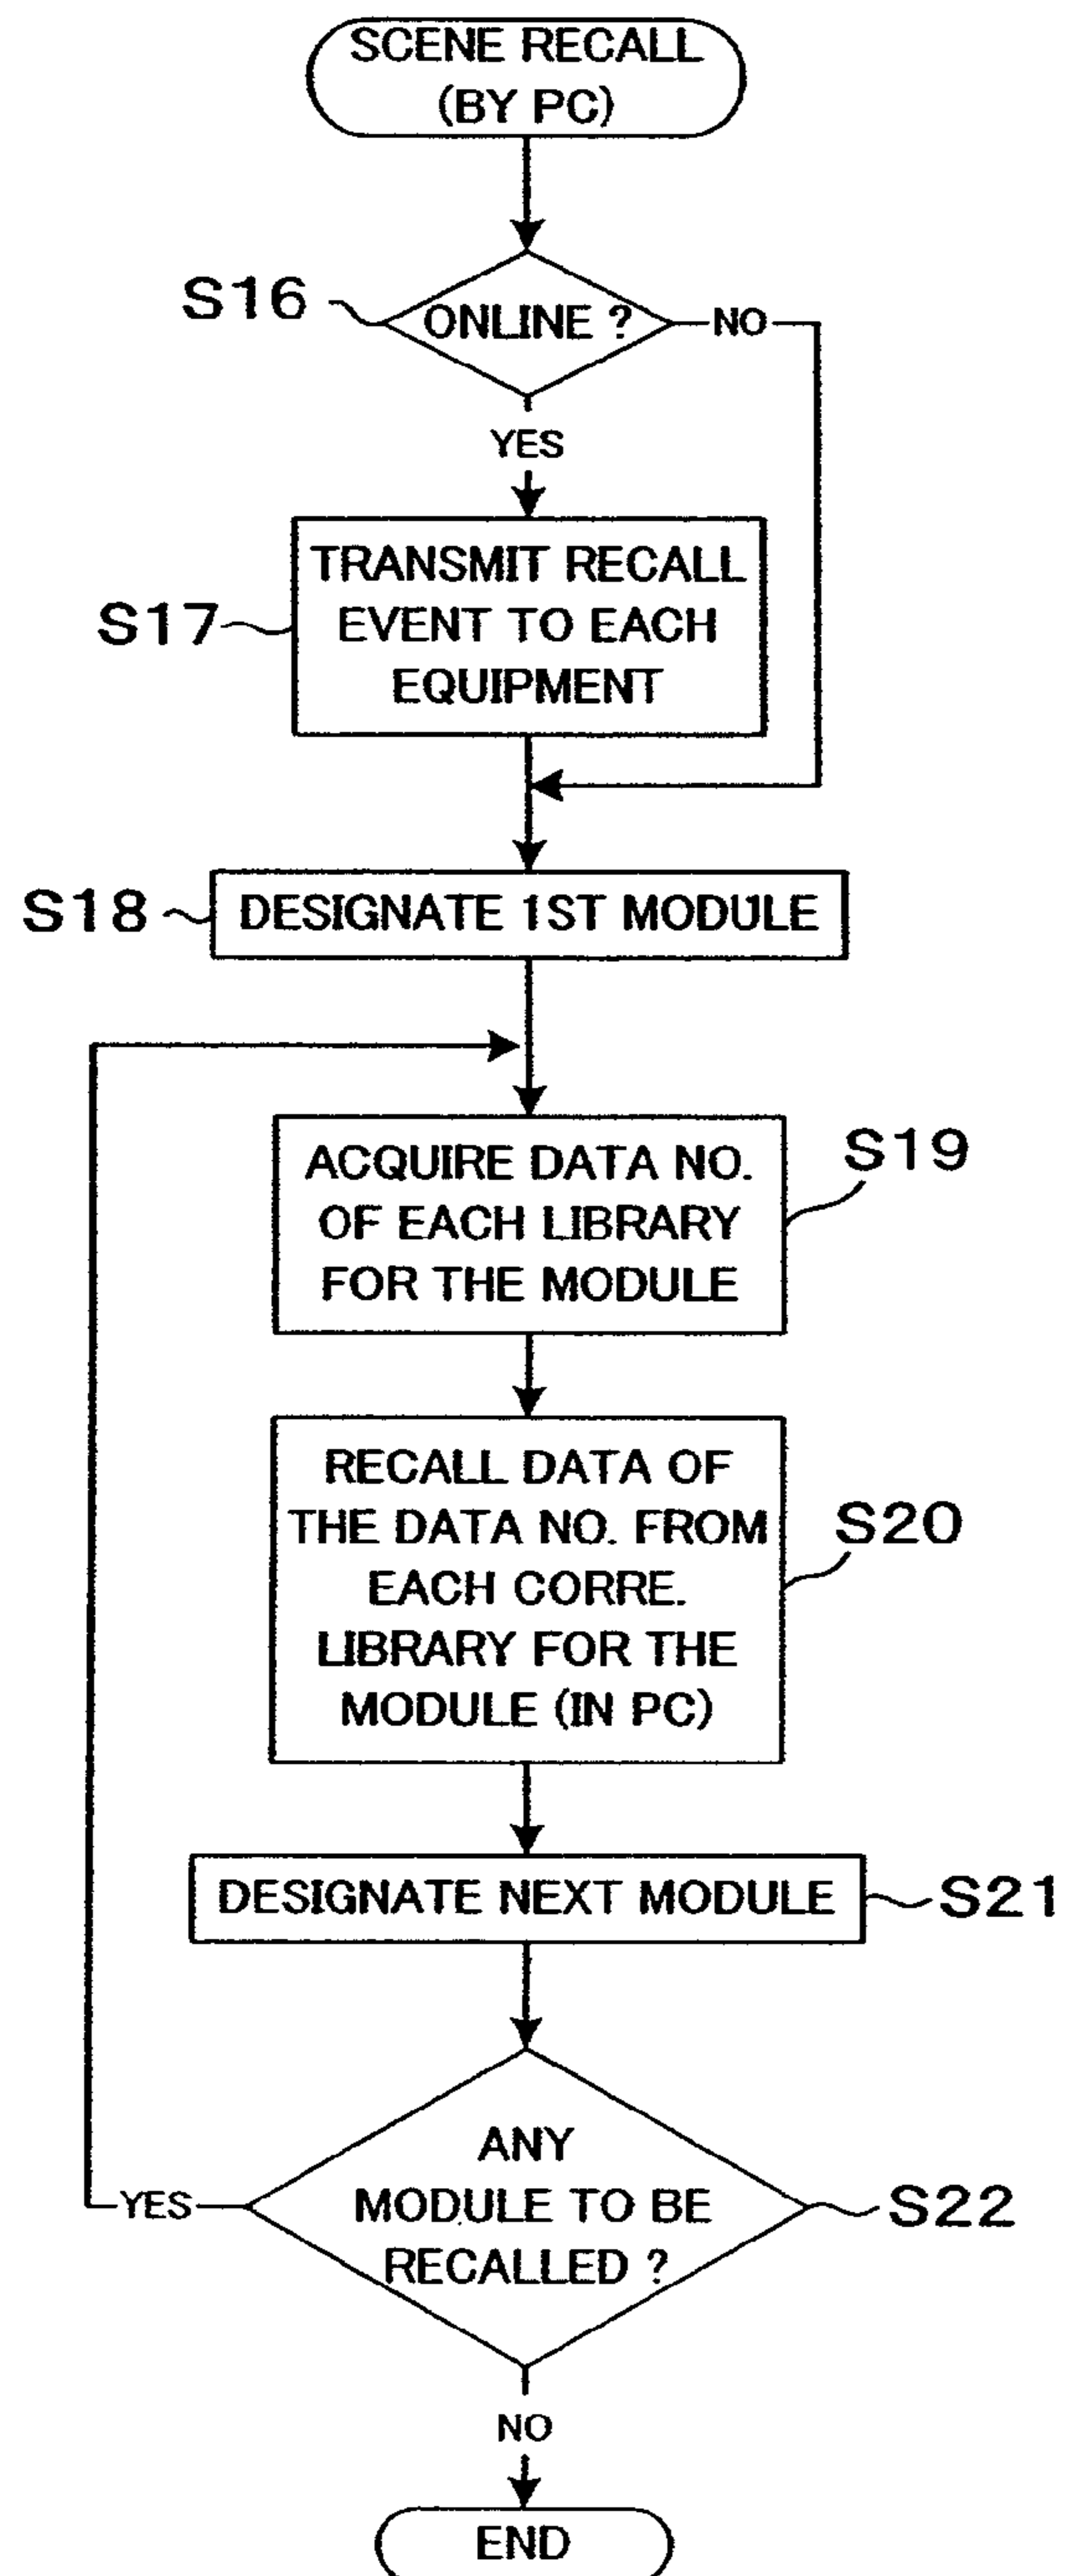 SCENE RECALL
(BY PC)
S16
ONLINE ?
NO
YES
TRANSMIT RECALL
EVENT TO EACH
EQUIPMENT
S17
S18
DESIGNATE 1ST MODULE
ACQUIRE DATA NO.
OF EACH LIBRARY
FOR THE MODULE
S19
RECALL DATA OF
THE DATA NO. FROM
EACH CORRE.
LIBRARY FOR THE
MODULE (IN PC)
S20
DESIGNATE NEXT MODULE
S21
ANY
MODULE TO BE
RECALLED ?
YES
S22
NO
END